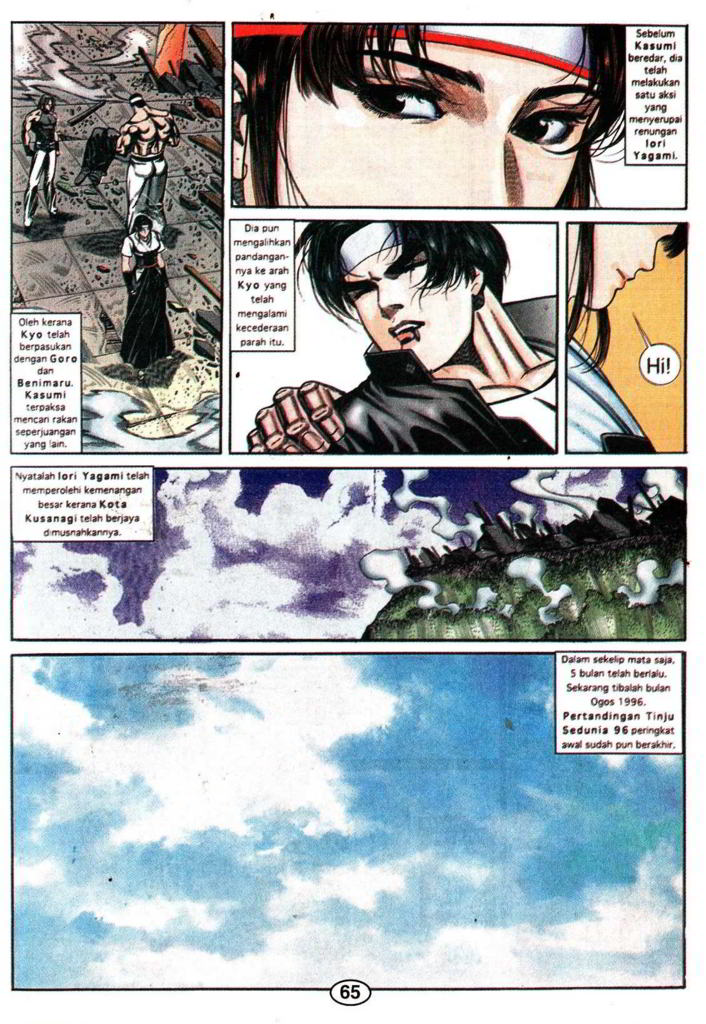 Oleh kerana
Kyo telah
berpasukan
dengan Goro
dan
Benimaru.
Kasumi
terpaksa
mencari rakan
seperjuangan
yang lain.
Sebelum
Kasumi
beredar, dia
telah
melakukan
satu aksi
yang
menyerupai
renungan
Iori
Yagami.
Dia pun
mengalihkan
pandangan-
nya ke arah
Kyo yang
telah
mengalami
kecederaan
parah itu.
Hi!
Nyatalah Iori Yagami telah
memperolehi kemenangan
besar kerana Kota
Kusanagi telah berjaya
dimusnahkannya.
Dalam sekelip mata saja,
5 bulan telah berlalu.
Sekarang tibalah bulan
Ogos 1996.
Pertandingan Tinju
Sedunia 96 peringkat
awal sudah pun berakhir.
65